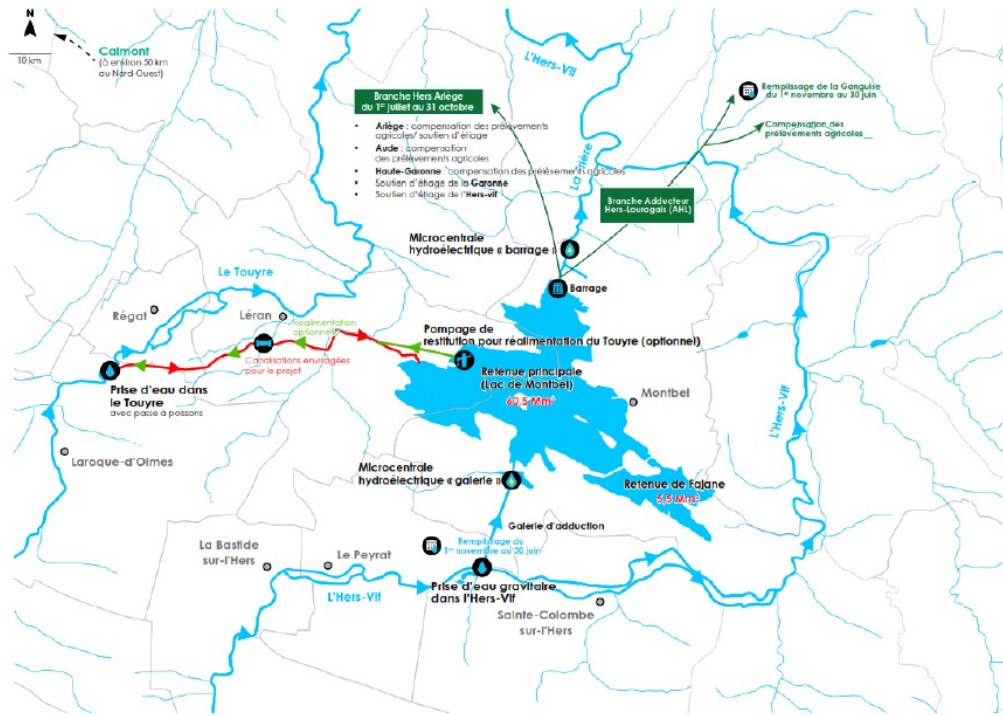 N
10 km
Calmont
(à environ 50 km
au Nord-Ouest)
L'Hers-Vif
Branche Hers Ariège
du 1er juillet au 31 octobre
• Ariège : compensation des prélèvements
agricoles/ soutien d'étiage
• Aude : compensation
des prélèvements agricoles
• Haute-Garonne : compensation des prélèvements agricoles
• Soutien d'étiage de la Garonne
• Soutien d'étiage de l'Hers-vif
Remplissage de la Ganguise
du 1er novembre au 30 juin
Compensation des
prélèvements agricoles
Branche Adducteur
Hers-Lauragais (AHL)
Microcentrale
hydroélectrique « barrage »
Barrage
Le Touyre
Régat
Léran
Réalimentation
optionnelle
Canalisations envisagées
pour le projet
Pompage de
restitution pour réalimentation du Touyre (optionnel)
Prise d'eau dans
le Touyre
avec passe à poissons
Retenue principale
(Lac de Montbel)
60,5 Mm³
Montbel
L'Hers-Vif
Laroque-d'Olmes
Microcentrale
hydroélectrique « galerie »
Retenue de Fajane
5,5 Mm³
Galerie d'adduction
Remplissage du
1er novembre au 30 juin
La Bastide
sur-l'Hers
Le Peyrat
L'Hers-Vif
Prise d'eau gravitaire
dans l'Hers-Vif
Sainte-Colombe
sur-l'Hers